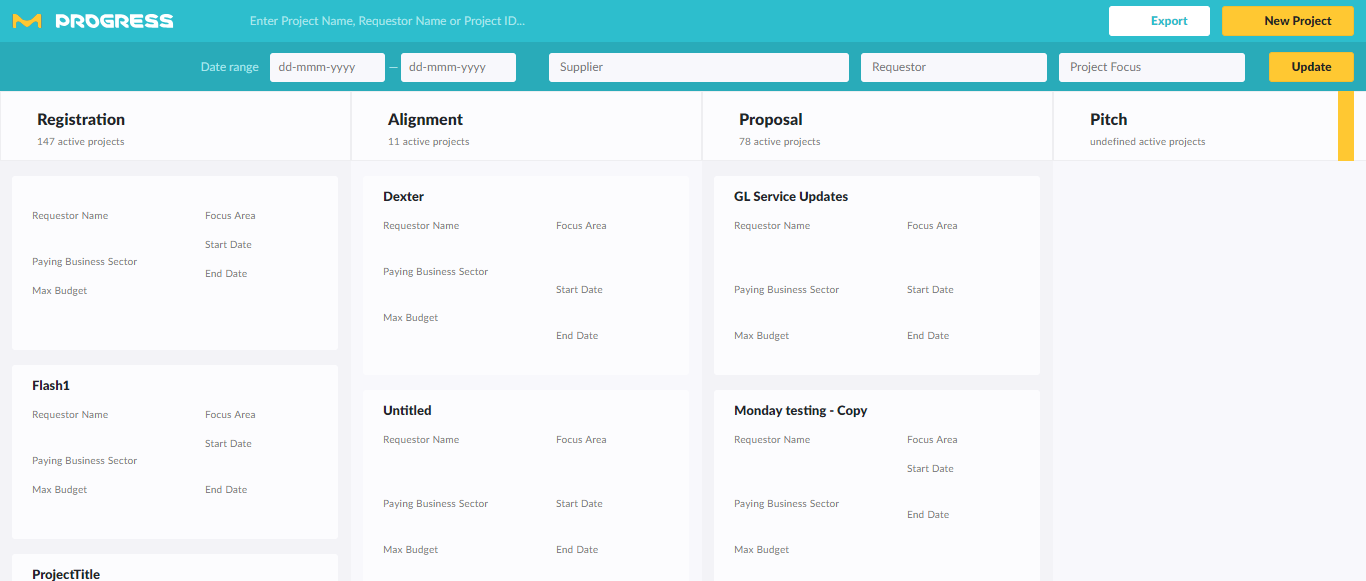 PROGRESS
Enter Project Name, Requestor Name or Project ID...
Export
New Project
Date range
dd-mmm-yyyy
—
dd-mmm-yyyy
Supplier
Requestor
Project Focus
Update
Registration
147 active projects
Alignment
11 active projects
Proposal
78 active projects
Pitch
undefined active projects
Requestor Name
Focus Area
Start Date
Paying Business Sector
End Date
Max Budget
Flash1
Requestor Name
Focus Area
Start Date
Paying Business Sector
Max Budget
End Date
ProjectTitle
Dexter
Requestor Name
Focus Area
Paying Business Sector
Start Date
Max Budget
End Date
Untitled
Requestor Name
Focus Area
Paying Business Sector
Start Date
Max Budget
End Date
GL Service Updates
Requestor Name
Focus Area
Paying Business Sector
Start Date
Max Budget
End Date
Monday testing - Copy
Requestor Name
Focus Area
Start Date
Paying Business Sector
End Date
Max Budget